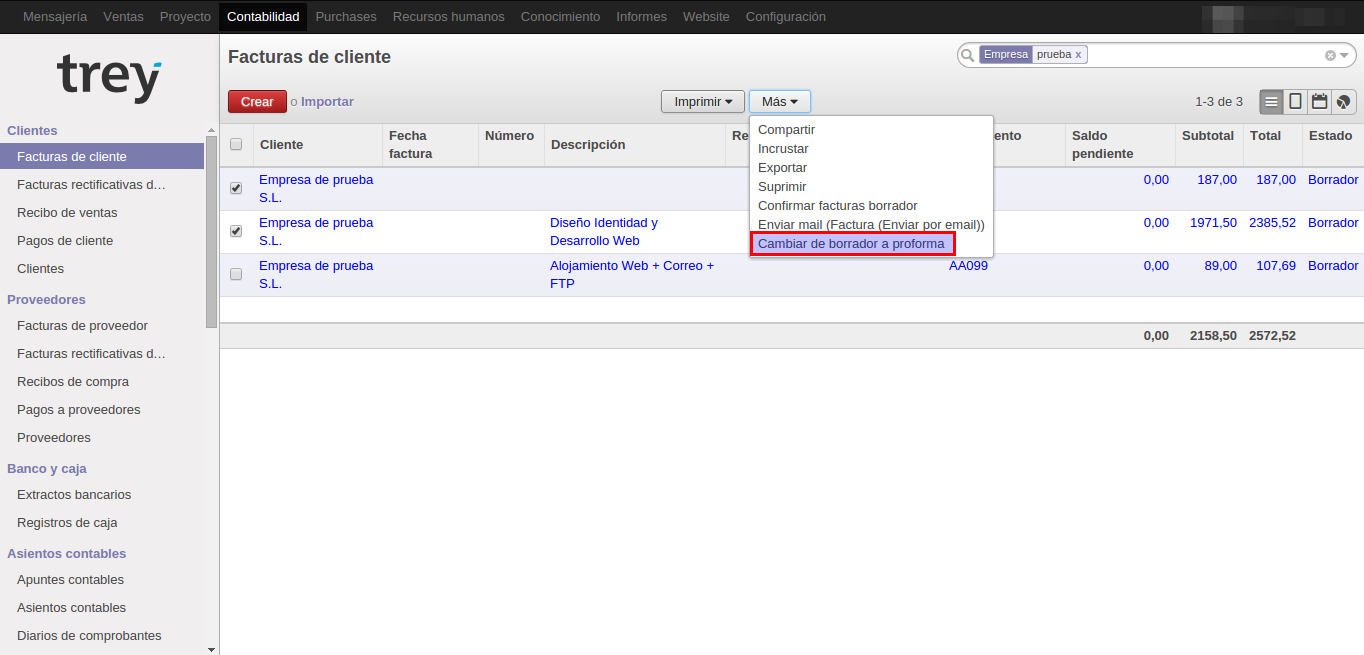 Mensajería Ventas Proyecto Contabilidad Purchases Recursos humanos Conocimiento Informes Website Configuración
trey
Clientes
Facturas de cliente
Facturas rectificativas d...
Recibo de ventas
Pagos de cliente
Clientes
Proveedores
Facturas de proveedor
Facturas rectificativas d...
Recibos de compra
Pagos a proveedores
Proveedores
Banco y caja
Extractos bancarios
Registros de caja
Asientos contables
Apuntes contables
Asientos contables
Diarios de comprobantes
Facturas de cliente
Empresa prueba x
Crear o Importar
Imprimir Más
1-3 de 3
Compartir
Incrustar
Exportar
Suprimir
Confirmar facturas borrador
Enviar mail (Factura (Enviar por email))
Cambiar de borrador a proforma
Cliente
Fecha
factura
Número
Descripción
Re
ento
Saldo
pendiente
Subtotal
Total
Estado
Empresa de prueba
S.L.
0,00 187,00 187,00 Borrador
Empresa de prueba
S.L.
Diseño Identidad y
Desarrollo Web
0,00 1971,50 2385,52 Borrador
Empresa de prueba
S.L.
Alojamiento Web + Correo +
FTP
AA099
0,00 89,00 107,69 Borrador
0,00 2158,50 2572,52